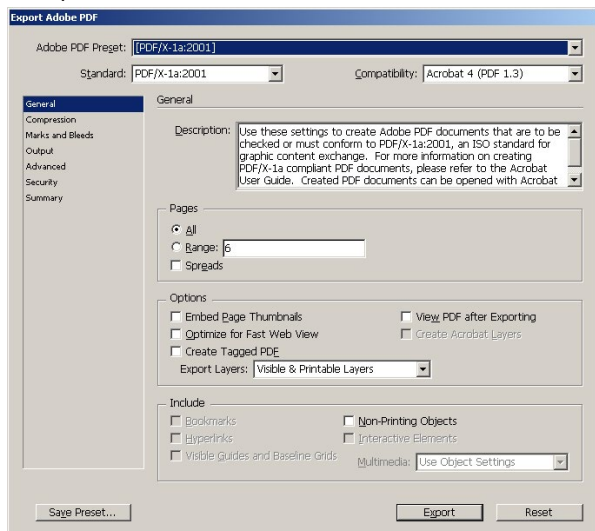 Export Adobe PDF
Adobe PDF Preset: [PDF/X-1a:2001]
Standard: PDF/X-1a:2001 Compatibility: Acrobat 4 (PDF 1.3)
General
Compression
Marks and Bleeds
Output
Advanced
Security
Summary
General
Description: Use these settings to create Adobe PDF documents that are to be
checked or must conform to PDF/X-1a:2001, an ISO standard for
graphic content exchange. For more information on creating
PDF/X-1a compliant PDF documents, please refer to the Acrobat
User Guide. Created PDF documents can be opened with Acrobat
Pages
All
Range: 6
Spreads
Options
Embed Page Thumbnails View PDF after Exporting
Optimize for Fast Web View Create Acrobat Layers
Create Tagged PDF
Export Layers: Visible & Printable Layers
Include
Bookmarks Non-Printing Objects
Hyperlinks Interactive Elements
Visible Guides and Baseline Grids Multimedia: Use Object Settings
Save Preset... Export Reset